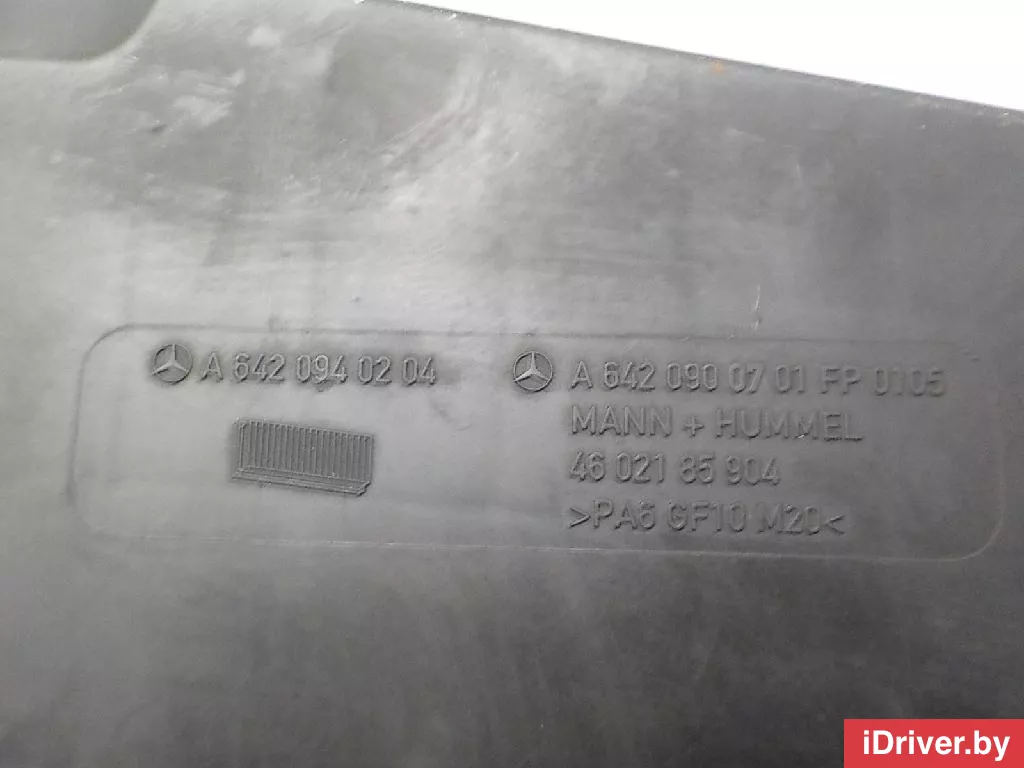 A 642 094 02 04
A 642 090 07 01 FP 0105
MANN + HUMMEL
46 021 85 904
>PA6 GF10 M20<
iDriver.by